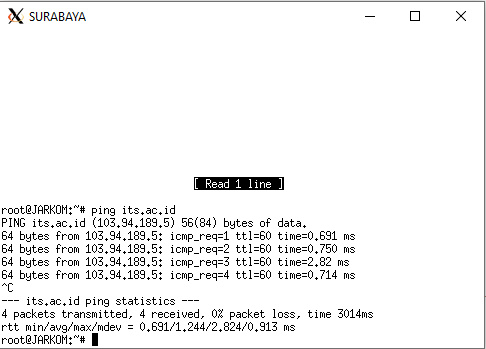 SURABAYA
[ Read 1 line ]
root@JARKOM:~# ping its.ac.id
PING its.ac.id (103.94.189.5) 56(84) bytes of data.
64 bytes from 103.94.189.5: icmp_req=1 ttl=60 time=0.691 ms
64 bytes from 103.94.189.5: icmp_req=2 ttl=60 time=0.750 ms
64 bytes from 103.94.189.5: icmp_req=3 ttl=60 time=2.82 ms
64 bytes from 103.94.189.5: icmp_req=4 ttl=60 time=0.714 ms
^C
--- its.ac.id ping statistics ---
4 packets transmitted, 4 received, 0% packet loss, time 3014ms
rtt min/avg/max/mdev = 0.691/1.244/2.824/0.913 ms
root@JARKOM:~#